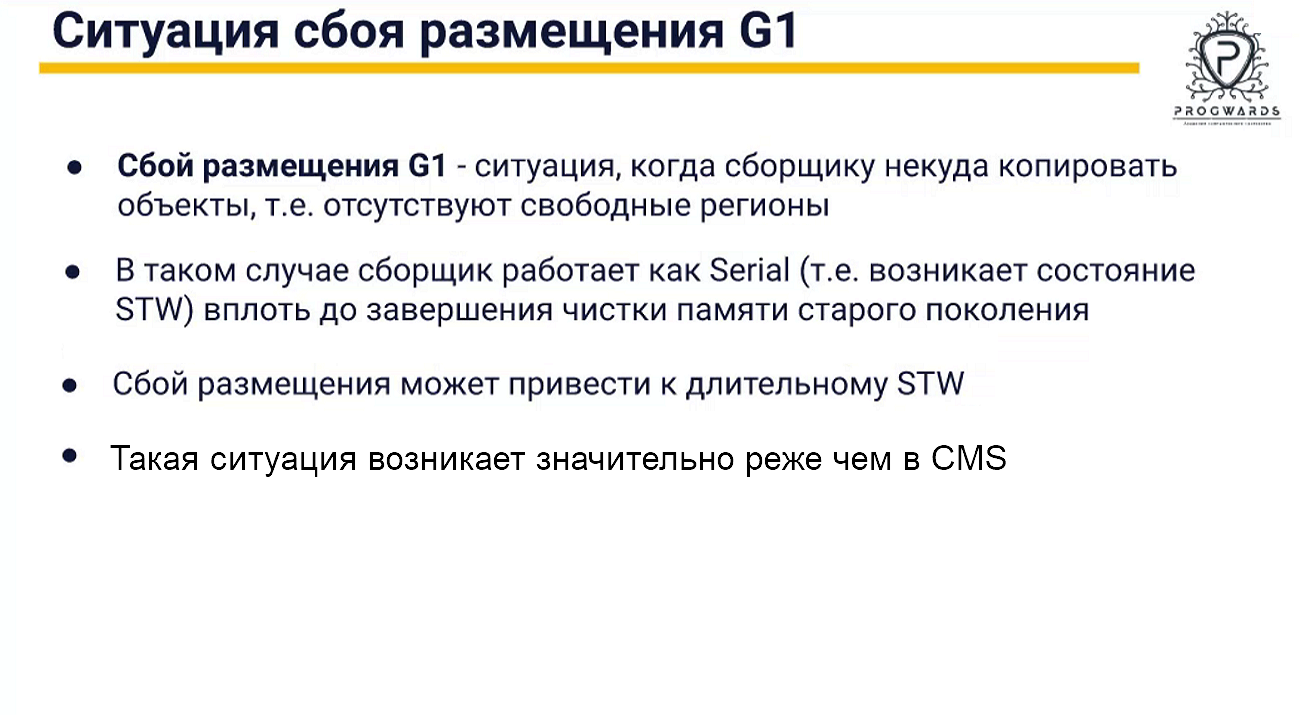 Ситуация сбоя размещения G1
PROGWARDS
● Сбой размещения G1 - ситуация, когда сборщику некуда копировать
объекты, т.е. отсутствуют свободные регионы
● В таком случае сборщик работает как Serial (т.е. возникает состояние
STW) вплоть до завершения чистки памяти старого поколения
● Сбой размещения может привести к длительному STW
● Такая ситуация возникает значительно реже чем в CMS